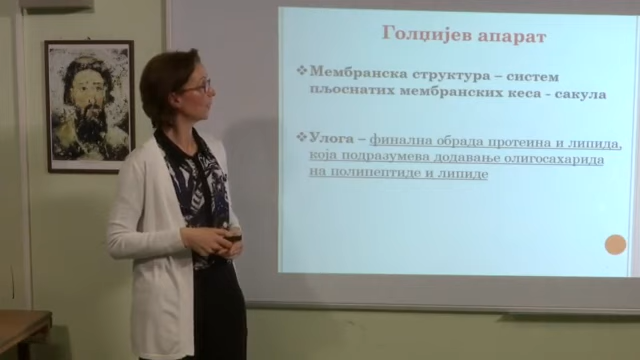 Голџијев апарат
❖Мембранска структура – систем
пљоснатих мембранских кеса - сакула
❖Улога – финална обрада протеина и липида,
која подразумева додавање олигосахарида
на полипептиде и липиде